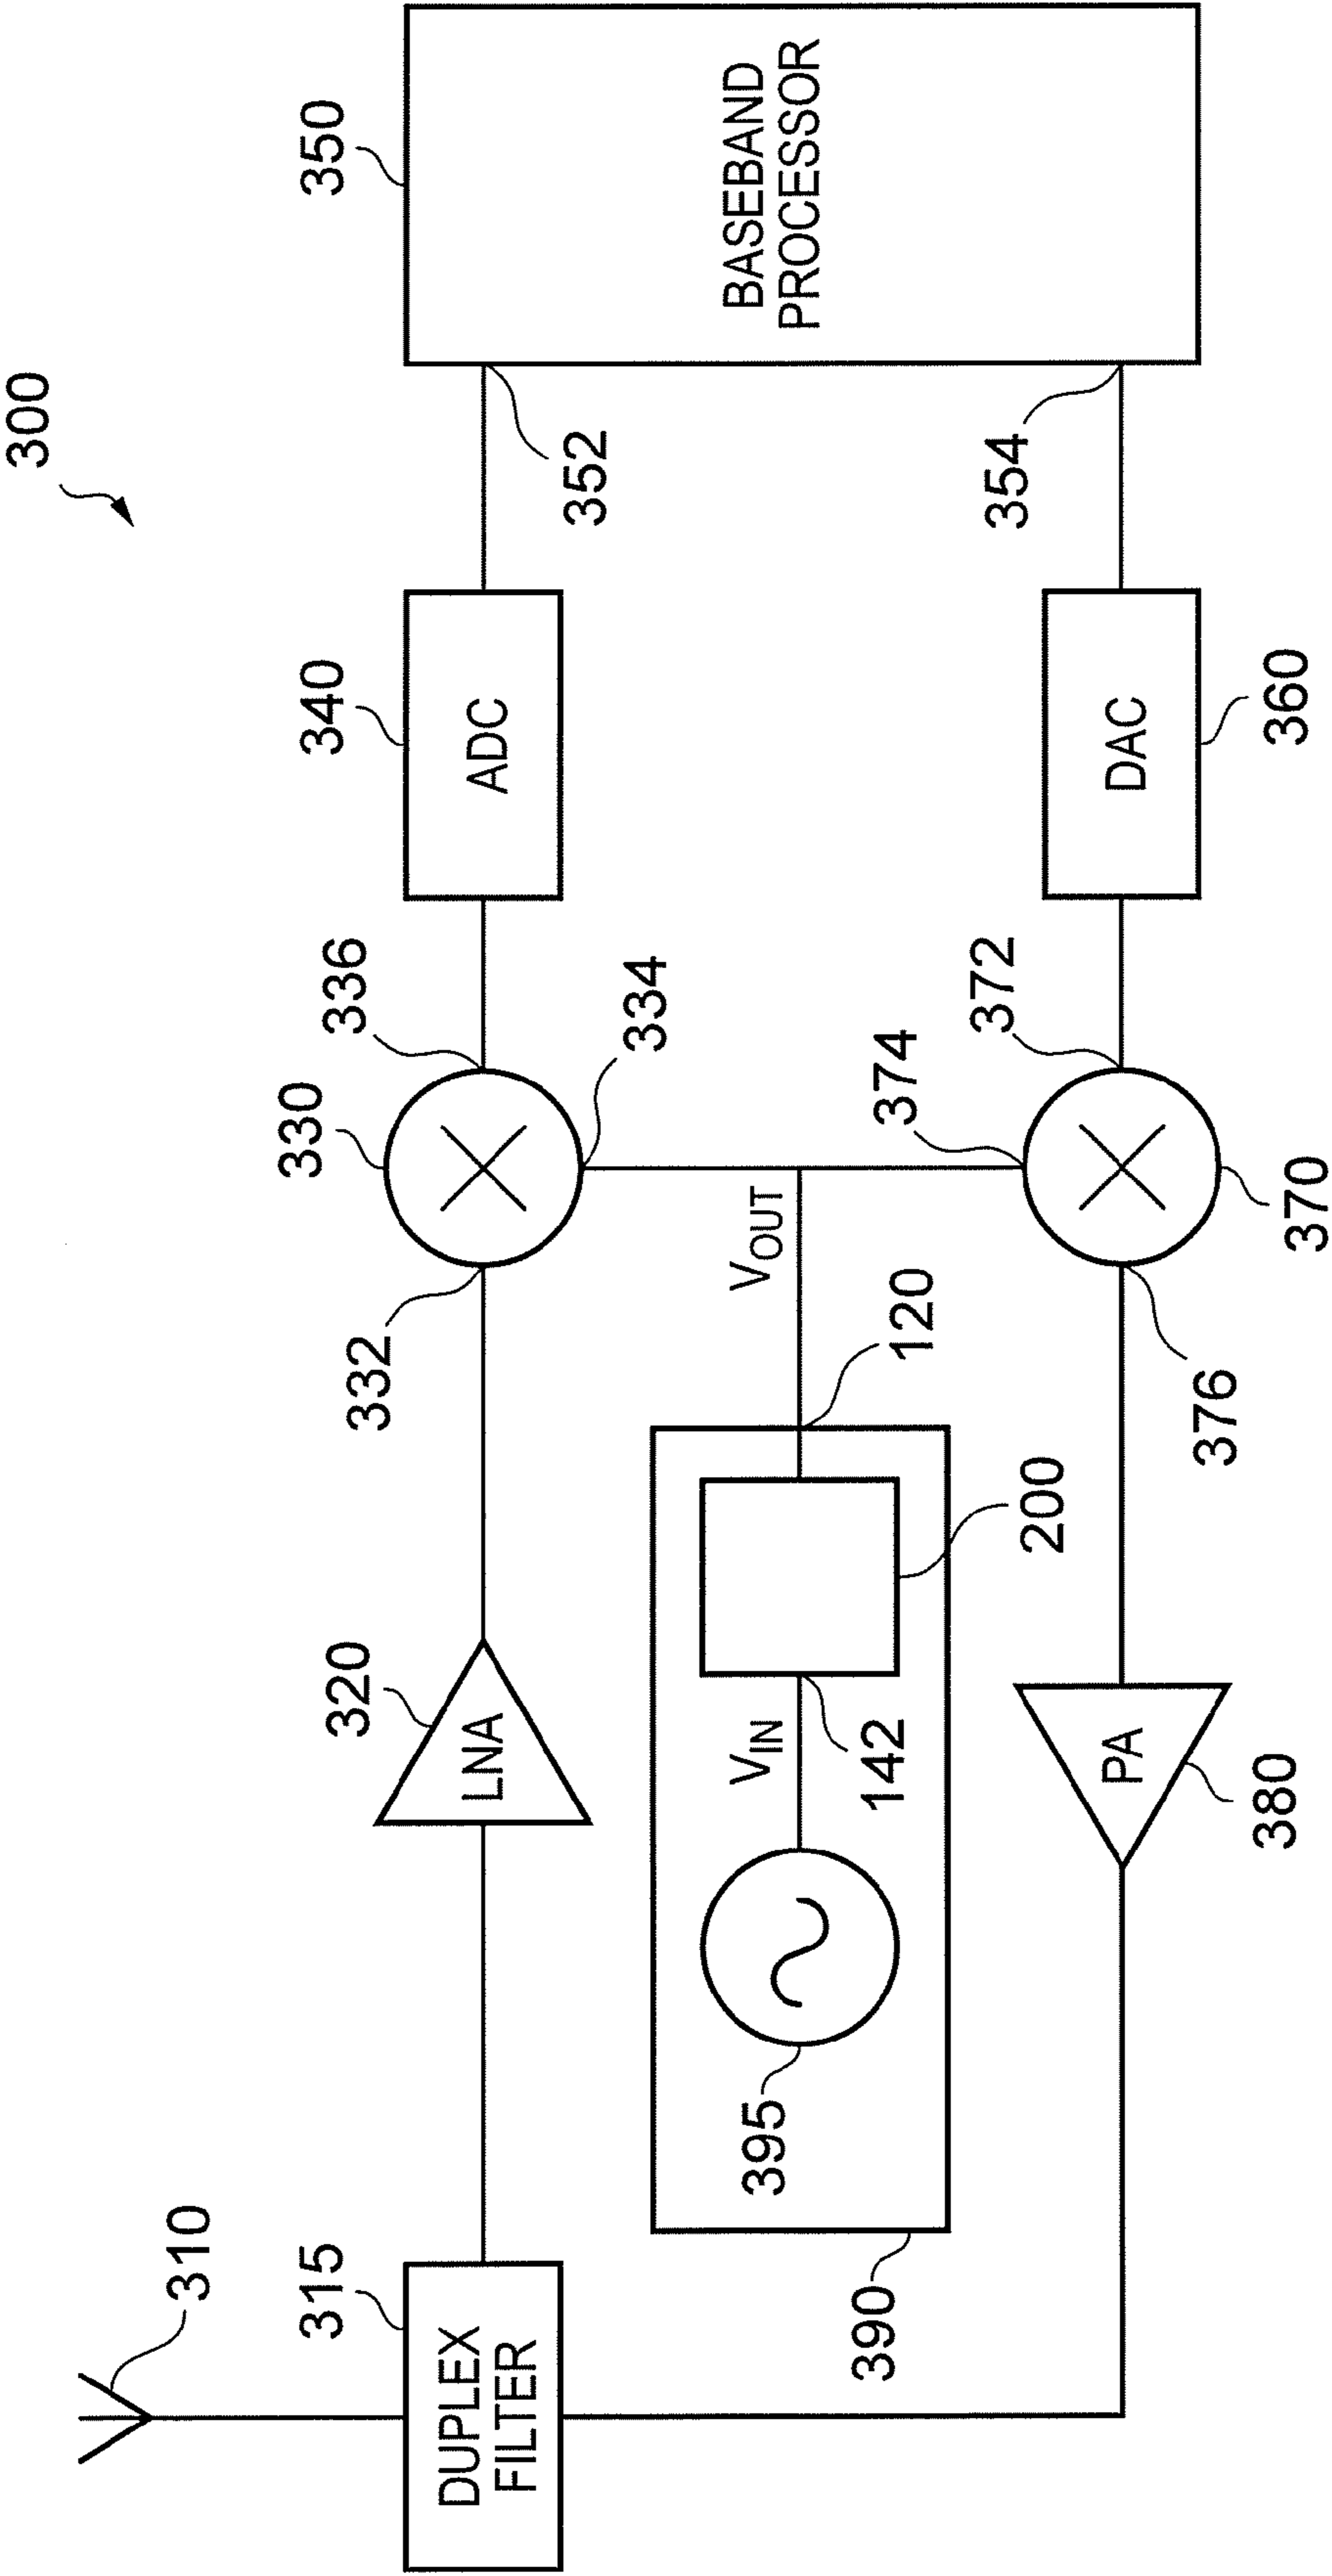 300
310
315
DUPLEX
FILTER
320
LNA
332
330
336
334
340
ADC
352
350
BASEBAND
PROCESSOR
354
390
395
V_IN
142
200
120
V_OUT
374
372
370
376
360
DAC
380
PA